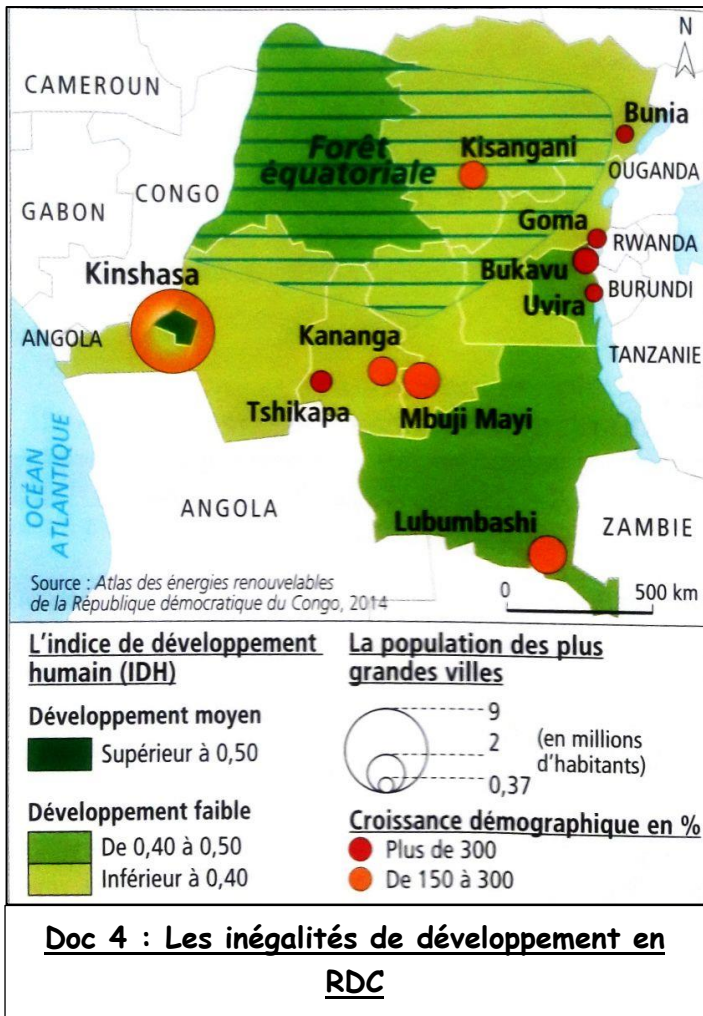 N
CAMEROUN
Bunia
Forêt
équatoriale
Kisangani
OUGANDA
CONGO
GABON
Goma
RWANDA
Kinshasa
Bukavu
BURUNDI
Uvira
ANGOLA
Kananga
TANZANIE
Tshikapa
Mbuji Mayi
OCÉAN
ATLANTIQUE
ANGOLA
Lubumbashi
ZAMBIE
Source : Atlas des énergies renouvelables
de la République démocratique du Congo, 2014
0 500 km
L'indice de développement
humain (IDH)
Développement moyen
Supérieur à 0,50
Développement faible
De 0,40 à 0,50
Inférieur à 0,40
La population des plus
grandes villes
9
2
0,37
(en millions
d'habitants)
Croissance démographique en %
Plus de 300
De 150 à 300
Doc 4 : Les inégalités de développement en
RDC